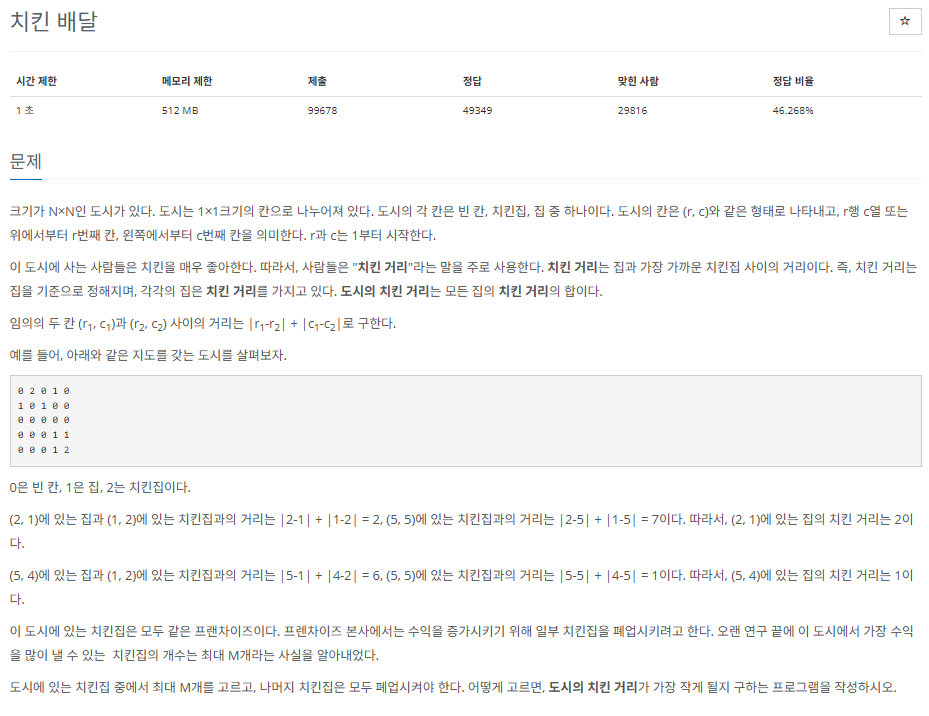 치킨 배달
☆
시간 제한 메모리 제한 제출 정답 맞힌 사람 정답 비율
1 초 512 MB 99678 49349 29816 46.268%
문제
크기가 N×N인 도시가 있다. 도시는 1×1크기의 칸으로 나누어져 있다. 도시의 각 칸은 빈 칸, 치킨집, 집 중 하나이다. 도시의 칸은 (r, c)와 같은 형태로 나타내고, r행 c열 또는
위에서부터 r번째 칸, 왼쪽에서부터 c번째 칸을 의미한다. r과 c는 1부터 시작한다.
이 도시에 사는 사람들은 치킨을 매우 좋아한다. 따라서, 사람들은 "치킨 거리"라는 말을 주로 사용한다. 치킨 거리는 집과 가장 가까운 치킨집 사이의 거리이다. 즉, 치킨 거리는
집을 기준으로 정해지며, 각각의 집은 치킨 거리를 가지고 있다. 도시의 치킨 거리는 모든 집의 치킨 거리의 합이다.
임의의 두 칸 (r1, c1)과 (r2, c2) 사이의 거리는 |r1-r2| + |c1-c2|로 구한다.
예를 들어, 아래와 같은 지도를 갖는 도시를 살펴보자.
0 2 0 1 0
1 0 1 0 0
0 0 0 0 0
0 0 0 1 1
0 0 0 1 2
0은 빈 칸, 1은 집, 2는 치킨집이다.
(2, 1)에 있는 집과 (1, 2)에 있는 치킨집과의 거리는 |2-1| + |1-2| = 2, (5, 5)에 있는 치킨집과의 거리는 |2-5| + |1-5| = 7이다. 따라서, (2, 1)에 있는 집의 치킨 거리는 2이
다.
(5, 4)에 있는 집과 (1, 2)에 있는 치킨집과의 거리는 |5-1| + |4-2| = 6, (5, 5)에 있는 치킨집과의 거리는 |5-5| + |4-5| = 1이다. 따라서, (5, 4)에 있는 집의 치킨 거리는 1이
다.
이 도시에 있는 치킨집은 모두 같은 프랜차이즈이다. 프렌차이즈 본사에서는 수익을 증가시키기 위해 일부 치킨집을 폐업시키려고 한다. 오랜 연구 끝에 이 도시에서 가장 수익
을 많이 낼 수 있는 치킨집의 개수는 최대 M개라는 사실을 알아내었다.
도시에 있는 치킨집 중에서 최대 M개를 고르고, 나머지 치킨집은 모두 폐업시켜야 한다. 어떻게 고르면, 도시의 치킨 거리가 가장 작게 될지 구하는 프로그램을 작성하시오.